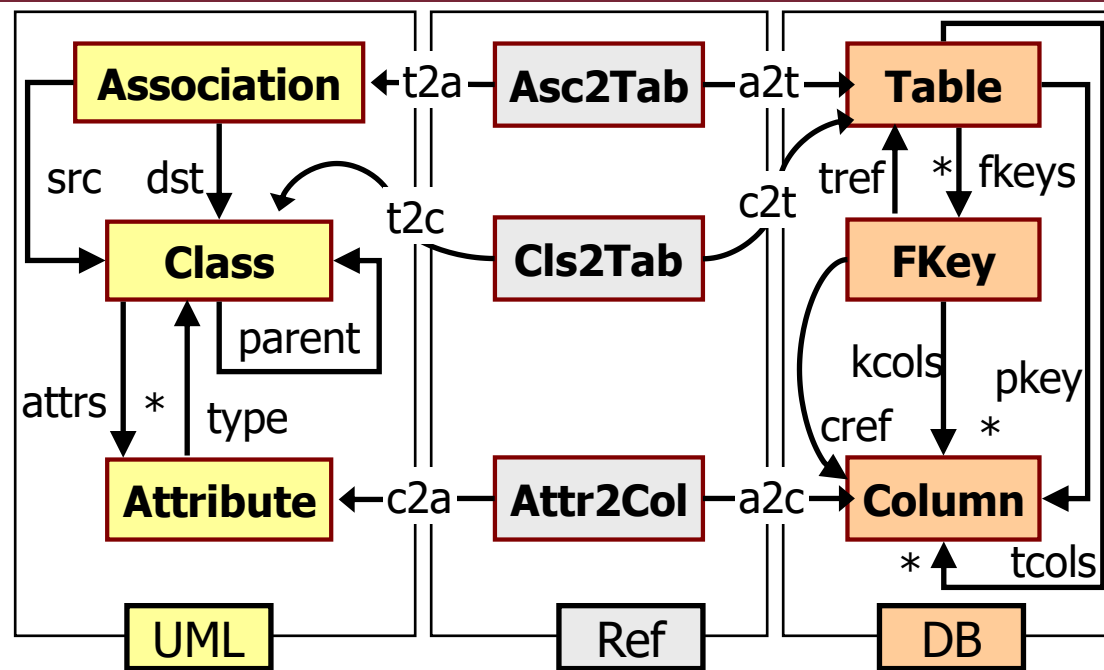 Association
t2a
Asc2Tab
a2t
Table
src
dst
t2c
c2t
tref
*
fkeys
Class
Cls2Tab
FKey
parent
attrs
*
type
kcols
pkey
cref
*
Attribute
c2a
Attr2Col
a2c
Column
*
tcols
UML
Ref
DB